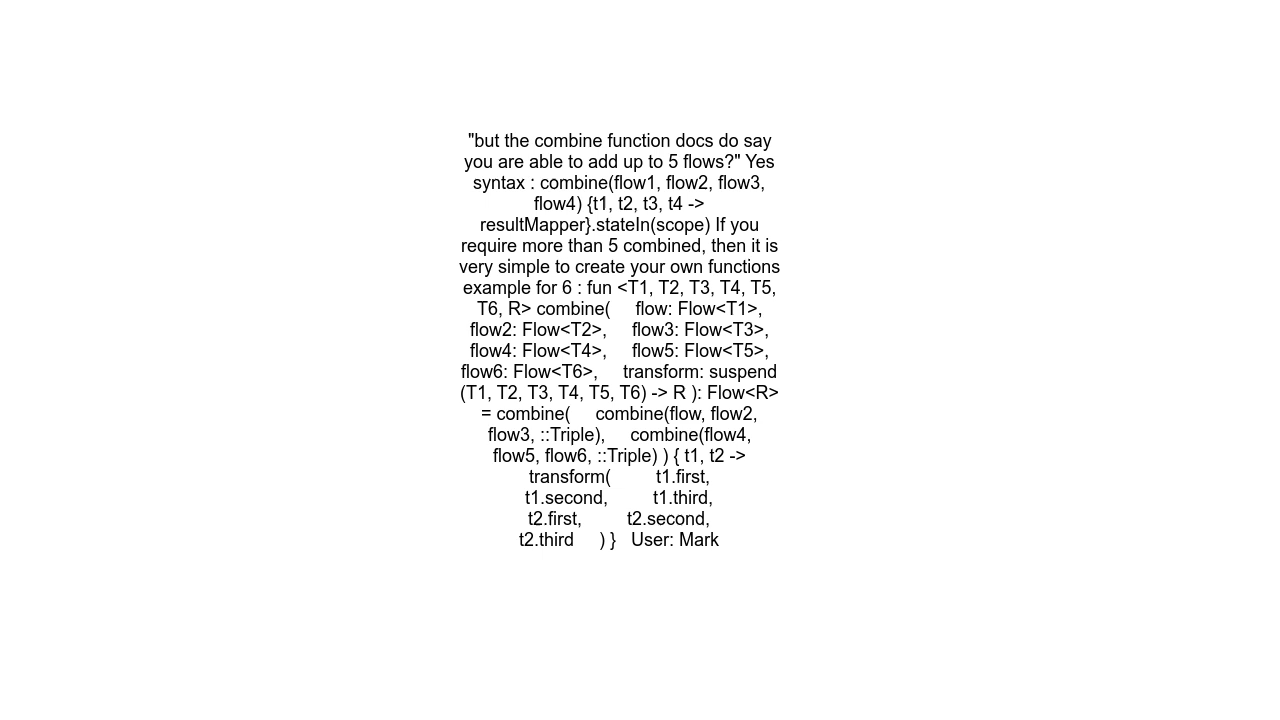 "but the combine function docs do say
you are able to add up to 5 flows?" Yes
syntax : combine(flow1, flow2, flow3,
flow4) {t1, t2, t3, t4 ->
resultMapper}.stateIn(scope) If you
require more than 5 combined, then it is
very simple to create your own functions
example for 6 : fun <T1, T2, T3, T4, T5,
T6, R> combine(     flow: Flow<T1>,
flow2: Flow<T2>,     flow3: Flow<T3>,
flow4: Flow<T4>,     flow5: Flow<T5>,
flow6: Flow<T6>,     transform: suspend
(T1, T2, T3, T4, T5, T6) -> R ): Flow<R>
= combine(     combine(flow, flow2,
flow3, ::Triple),     combine(flow4,
flow5, flow6, ::Triple) ) { t1, t2 ->
transform(         t1.first,
t1.second,         t1.third,
t2.first,         t2.second,
t2.third     ) }   User: Mark